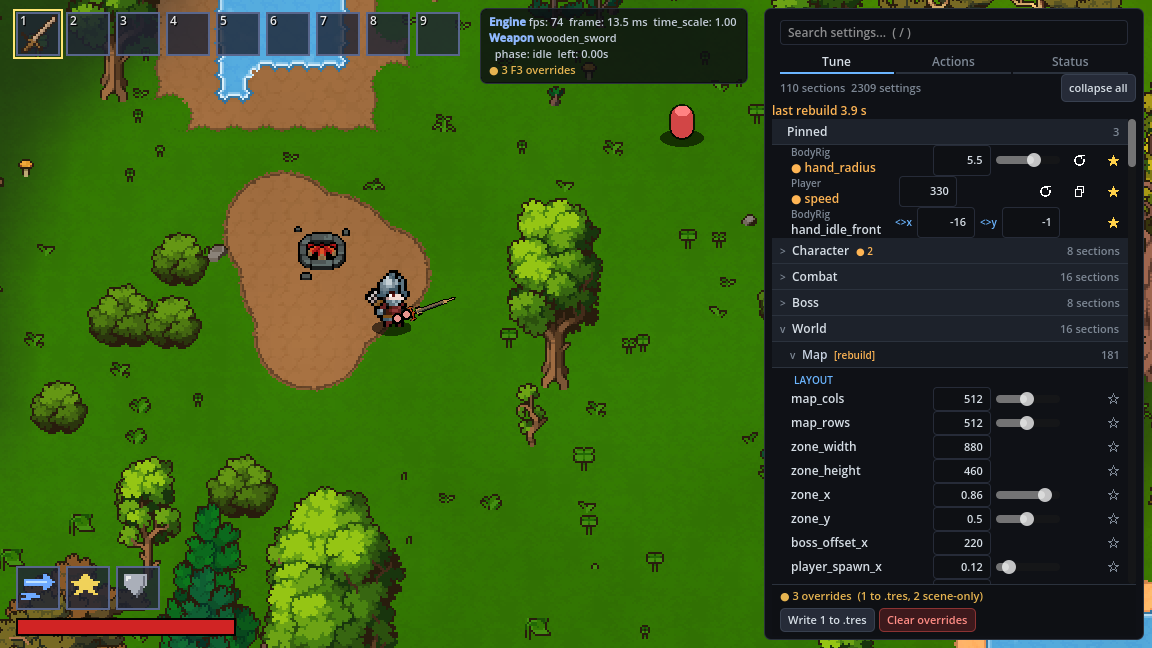 1 2 3 4 5 6 7 8 9
Engine fps: 74 frame: 13.5 ms time_scale: 1.00
Weapon wooden_sword
phase: idle left: 0.00s
3 F3 overrides
Search settings... ( / )
Tune Actions Status
110 sections 2309 settings collapse all
last rebuild 3.9 s
Pinned 3
BodyRig
hand_radius 5.5
Player
speed 330
BodyRig
hand_idle_front <>x -16 <>y -1
> Character 2 8 sections
> Combat 16 sections
> Boss 8 sections
v World 16 sections
v Map [rebuild] 181
LAYOUT
map_cols 512
map_rows 512
zone_width 880
zone_height 460
zone_x 0.86
zone_y 0.5
boss_offset_x 220
player_spawn_x 0.12
3 overrides (1 to .tres, 2 scene-only)
Write 1 to .tres Clear overrides